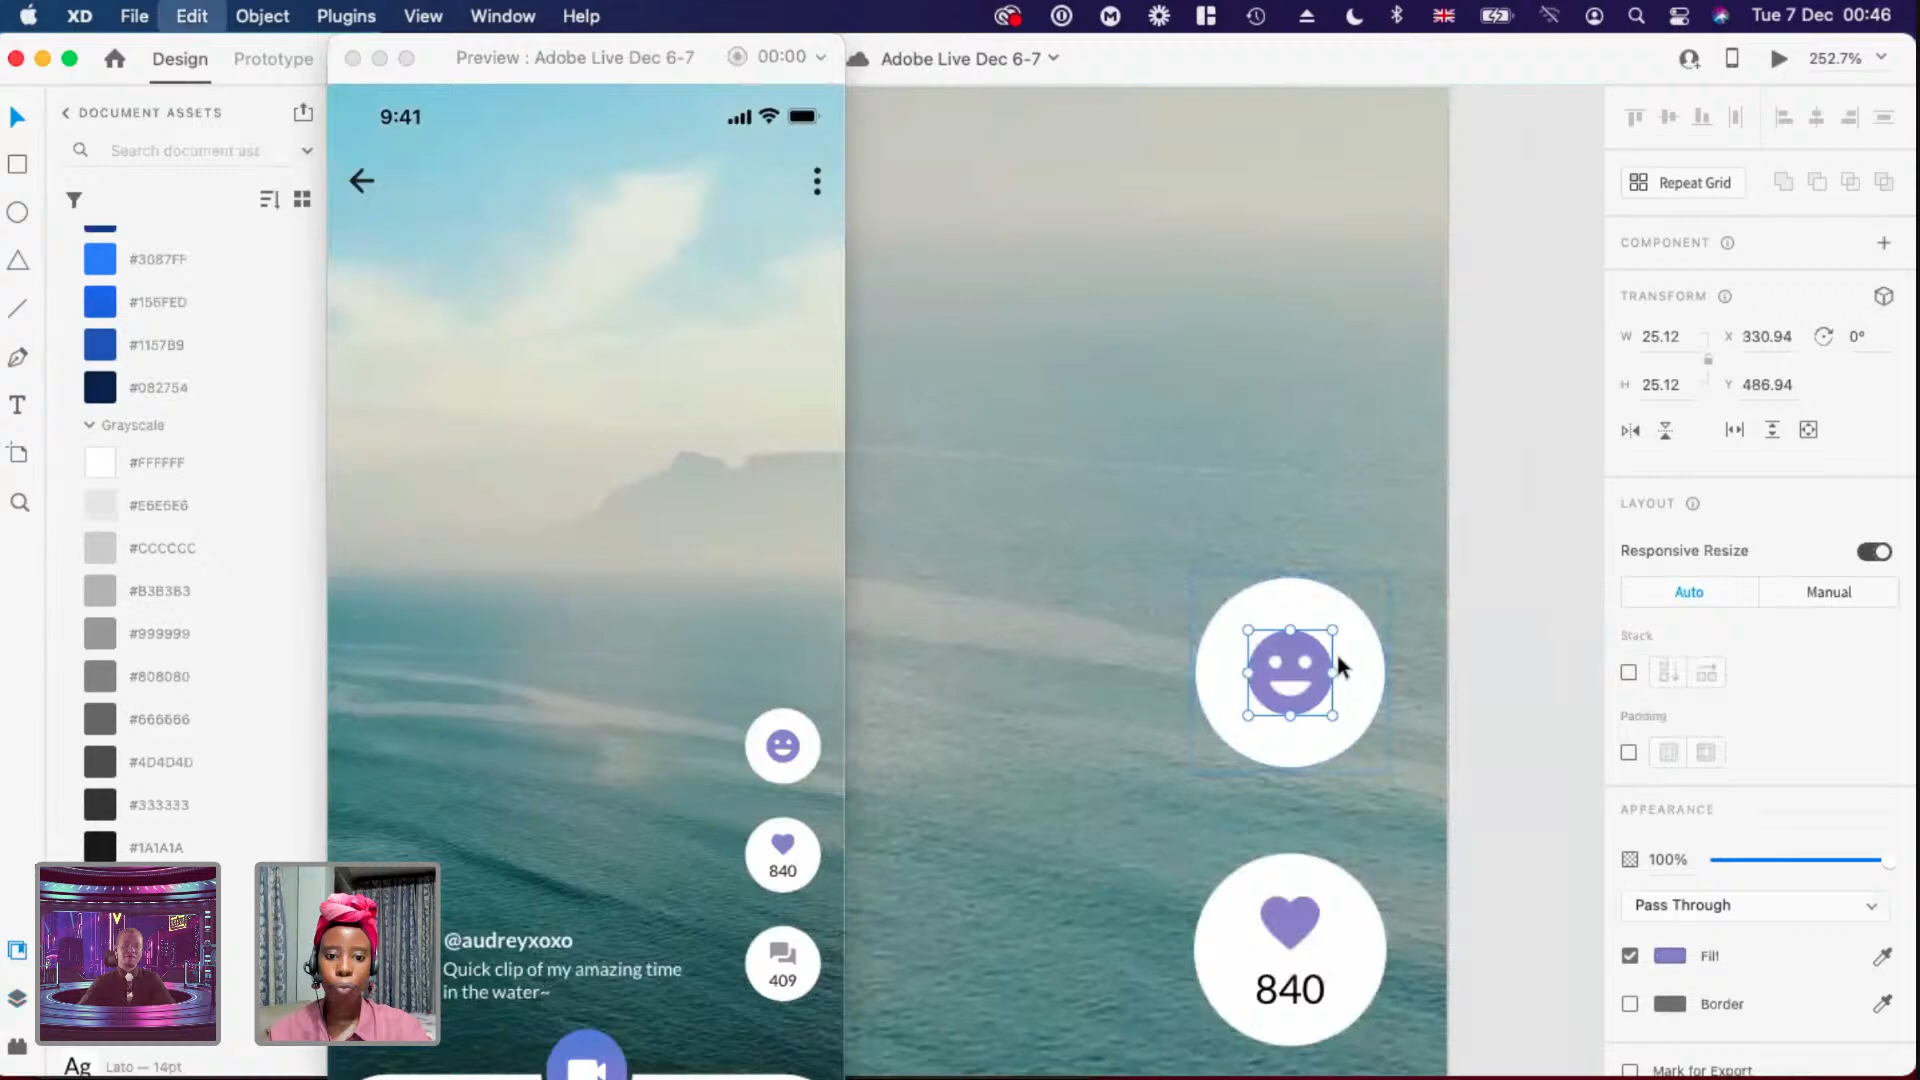 XD File Edit Object Plugins View Window Help
Tue 7 Dec 00:46
Design Prototype
Preview : Adobe Live Dec 6-7
00:00
Adobe Live Dec 6-7
252.7%
DOCUMENT ASSETS
Search document ass
#3087FF
#155FED
#1157B9
#082754
Grayscale
#FFFFFF
#E6E6E6
#CCCCCC
#B3B3B3
#999999
#808080
#666666
#4D4D4D
#333333
#1A1A1A
Ag Lato — 14pt
9:41
840
409
@audreyxoxo
Quick clip of my amazing time
in the water~
840
Repeat Grid
COMPONENT
TRANSFORM
W 25.12 X 330.94 0°
H 25.12 Y 486.94
LAYOUT
Responsive Resize
Auto Manual
Stack
Padding
APPEARANCE
100%
Pass Through
Fill
Border
Mark for Export